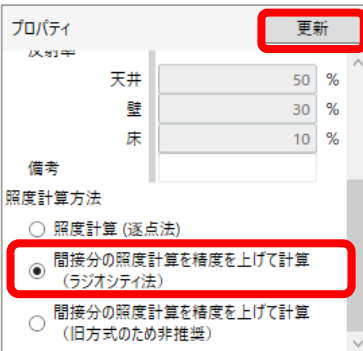 プロパティ
更新
反射率
天井 50 %
壁 30 %
床 10 %
備考
照度計算方法
照度計算 (逐点法)
間接分の照度計算を精度を上げて計算
(ラジオシティ法)
間接分の照度計算を精度を上げて計算
(旧方式のため非推奨)